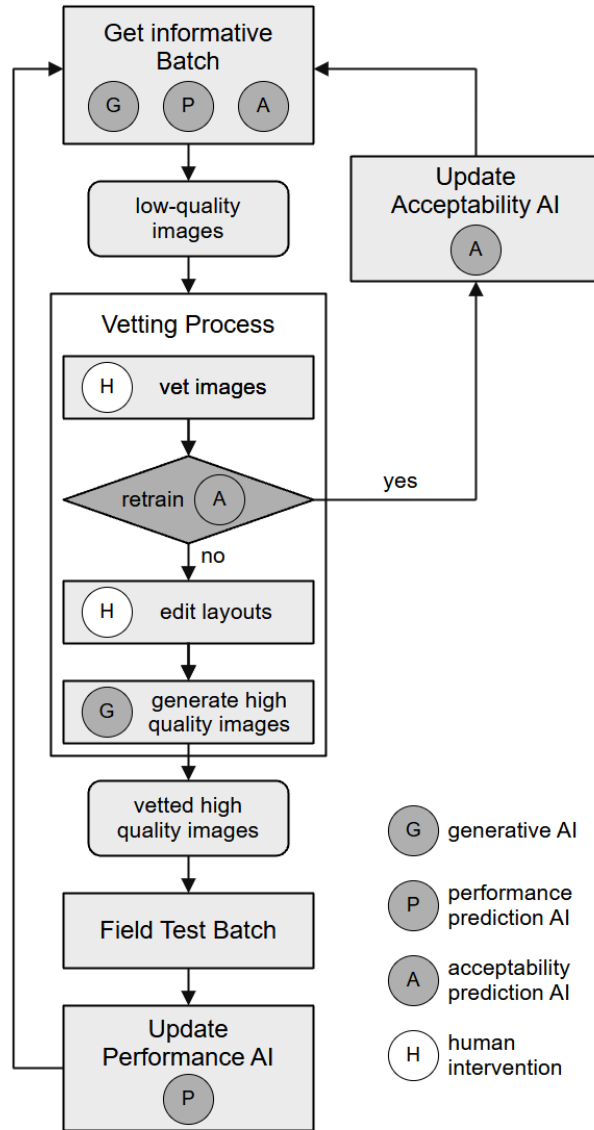 Get informative
Batch
G P A
low-quality
images
Update
Acceptability AI
A
Vetting Process
H vet images
retrain A
yes
no
H edit layouts
G generate high
quality images
vetted high
quality images
Field Test Batch
Update
Performance AI
P
G generative AI
P performance
prediction AI
A acceptability
prediction AI
H human
intervention